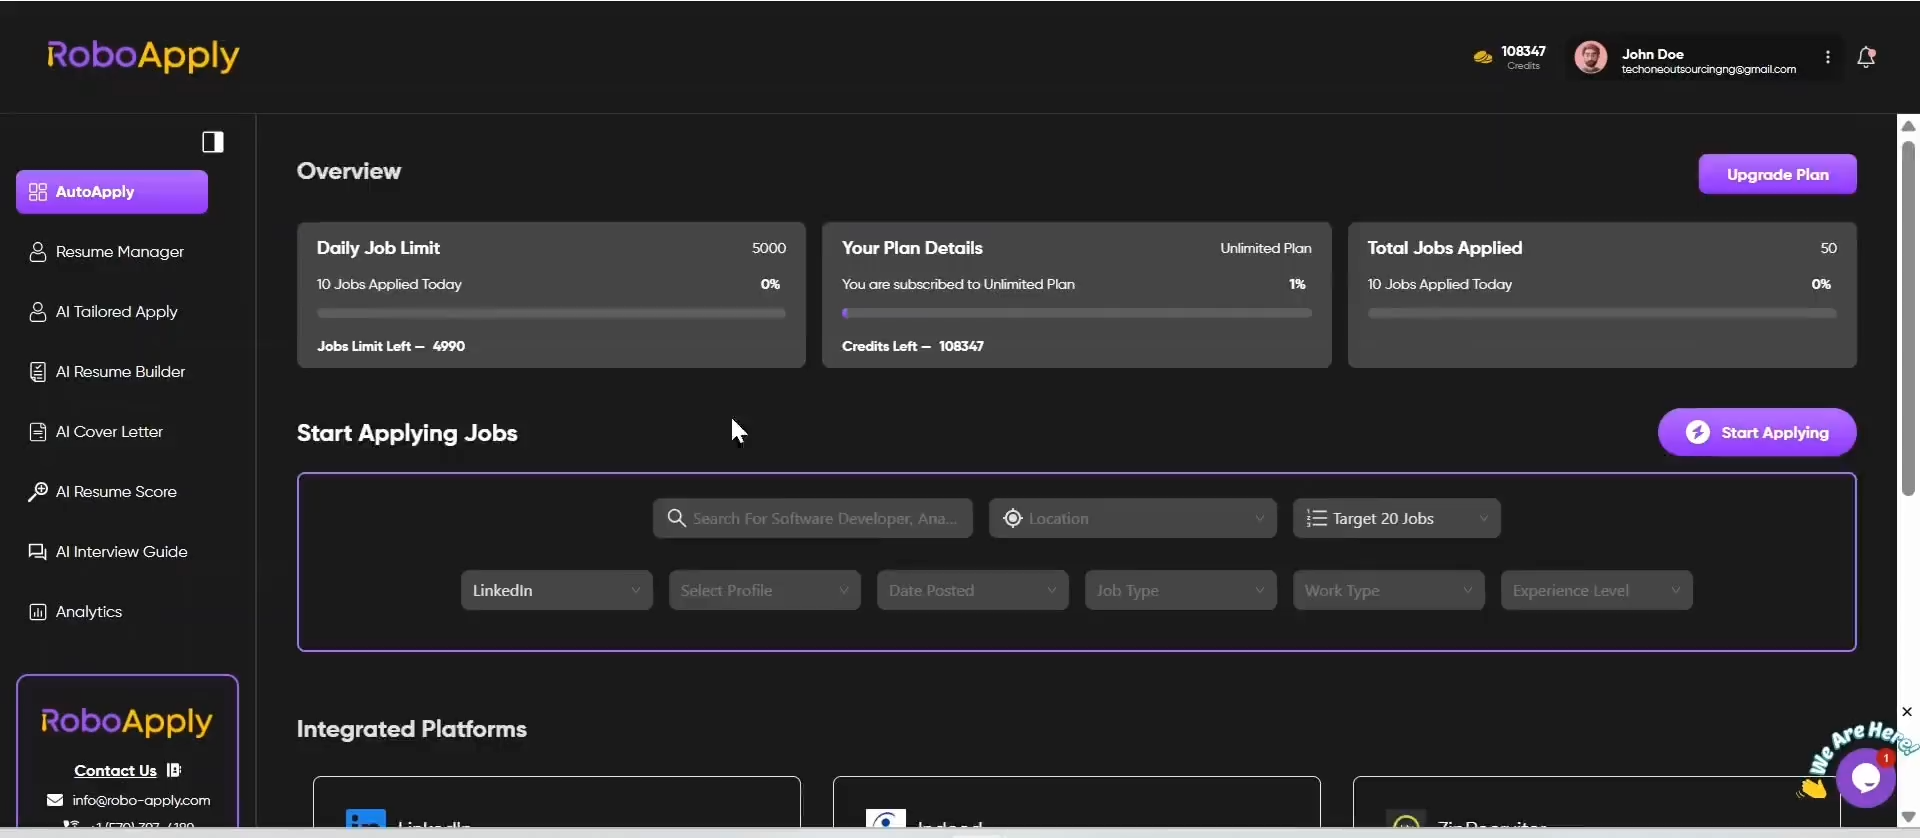 RoboApply
108347
Credits
John Doe
techoneoutsourcingng@gmail.com
AutoApply
Resume Manager
AI Tailored Apply
AI Resume Builder
AI Cover Letter
AI Resume Score
AI Interview Guide
Analytics
RoboApply
Contact Us
info@robo-apply.com
Overview
Upgrade Plan
Daily Job Limit 5000
10 Jobs Applied Today 0%
Jobs Limit Left – 4990
Your Plan Details Unlimited Plan
You are subscribed to Unlimited Plan 1%
Credits Left – 108347
Total Jobs Applied 50
10 Jobs Applied Today 0%
Start Applying Jobs
Start Applying
Search For Software Developer, Ana...
Location
Target 20 Jobs
LinkedIn
Select Profile
Date Posted
Job Type
Work Type
Experience Level
Integrated Platforms
LinkedIn
Indeed
ZipRecruiter
We Are Here!
1